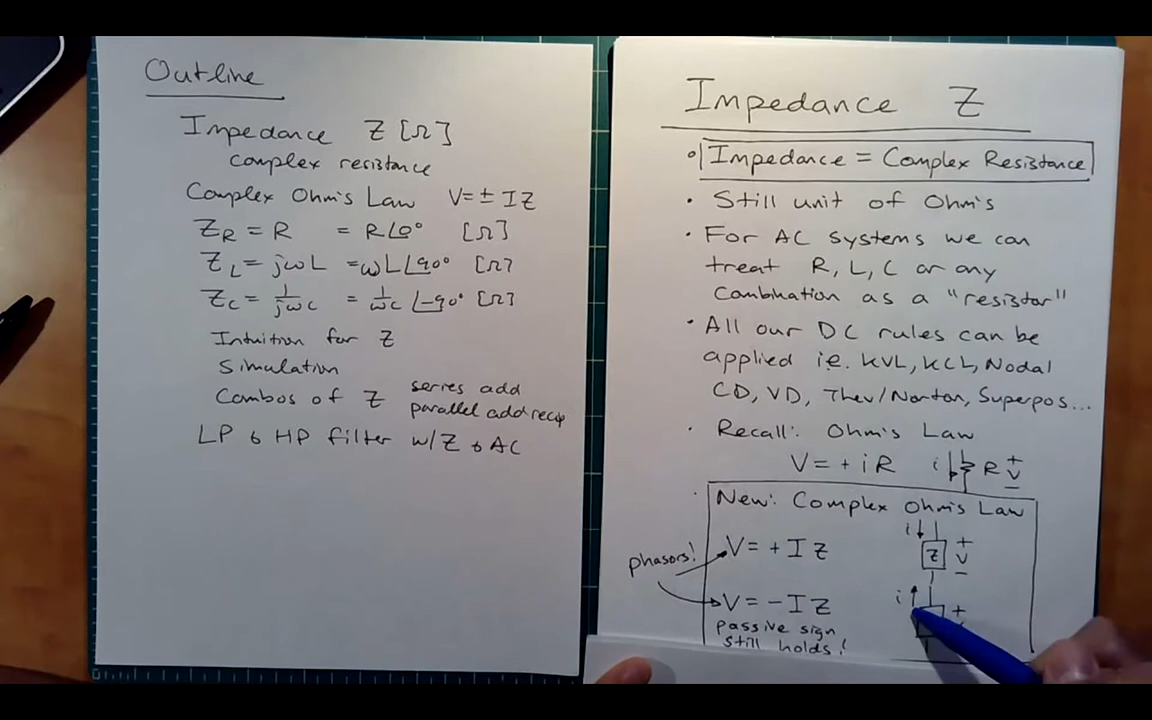 Outline
Impedance Z [Ω]
complex resistance
Complex Ohm's Law V=± IZ
Z_R = R = R∠0° [Ω]
Z_L = jωL = ωL∠90° [Ω]
Z_C = 1/jωC = 1/ωC ∠-90° [Ω]
Intuition for Z
Simulation
Combos of Z series add
parallel add recip
LP & HP filter w/Z & AC
Impedance Z
• Impedance = Complex Resistance
• Still unit of Ohm's
• For AC systems we can
treat R, L, C or any
Combination as a "resistor"
• All our DC rules can be
applied i.e. KVL, KCL, Nodal
CD, VD, Thev/Norton, Superpos...
• Recall: Ohm's Law
V = + i R i R + V -
• New: Complex Ohm's Law
phasors! V = + I Z i Z + V -
V = - I Z i +
passive sign
still holds!